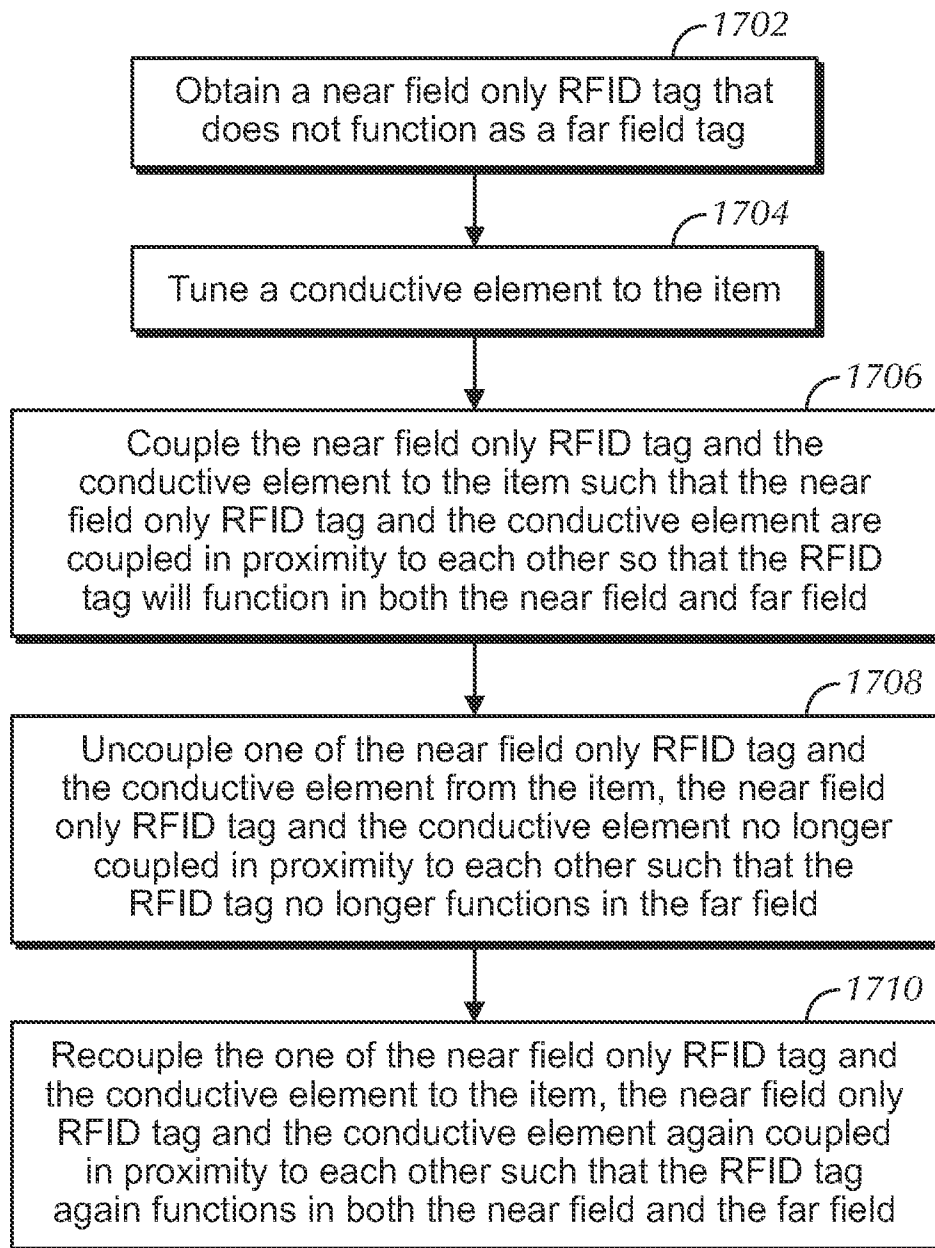 1702
Obtain a near field only RFID tag that
does not function as a far field tag
1704
Tune a conductive element to the item
1706
Couple the near field only RFID tag and the
conductive element to the item such that the near
field only RFID tag and the conductive element are
coupled in proximity to each other so that the RFID
tag will function in both the near field and far field
1708
Uncouple one of the near field only RFID tag and
the conductive element from the item, the near field
only RFID tag and the conductive element no longer
coupled in proximity to each other such that the
RFID tag no longer functions in the far field
1710
Recouple the one of the near field only RFID tag and
the conductive element to the item, the near field only
RFID tag and the conductive element again coupled
in proximity to each other such that the RFID tag
again functions in both the near field and the far field